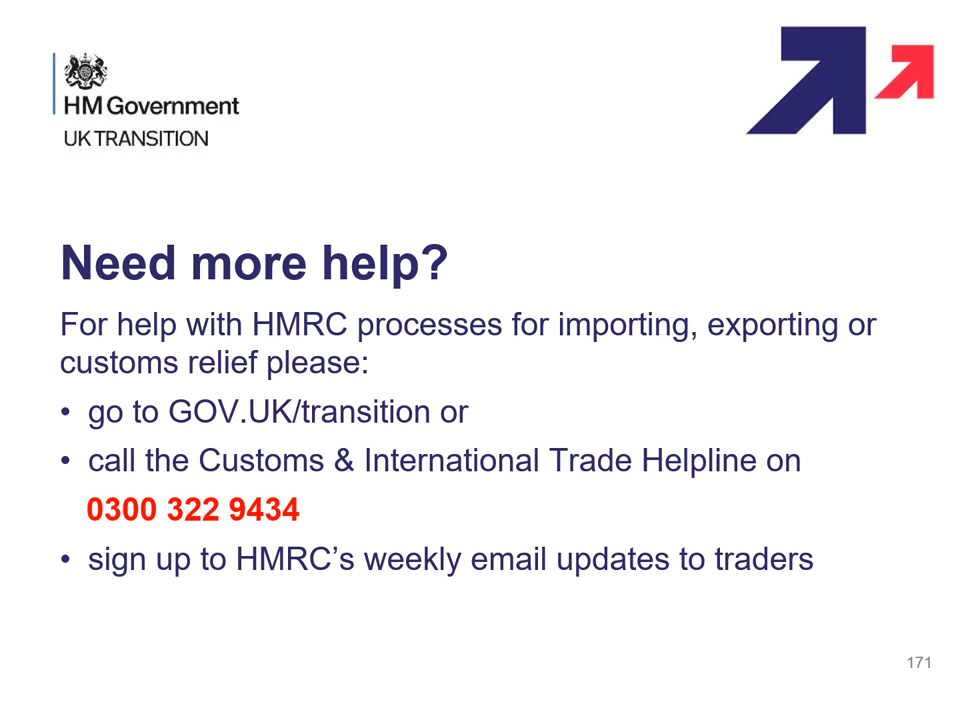 HM Government
UK TRANSITION
Need more help?
For help with HMRC processes for importing, exporting or
customs relief please:
• go to GOV.UK/transition or
• call the Customs & International Trade Helpline on
0300 322 9434
• sign up to HMRC’s weekly email updates to traders
171